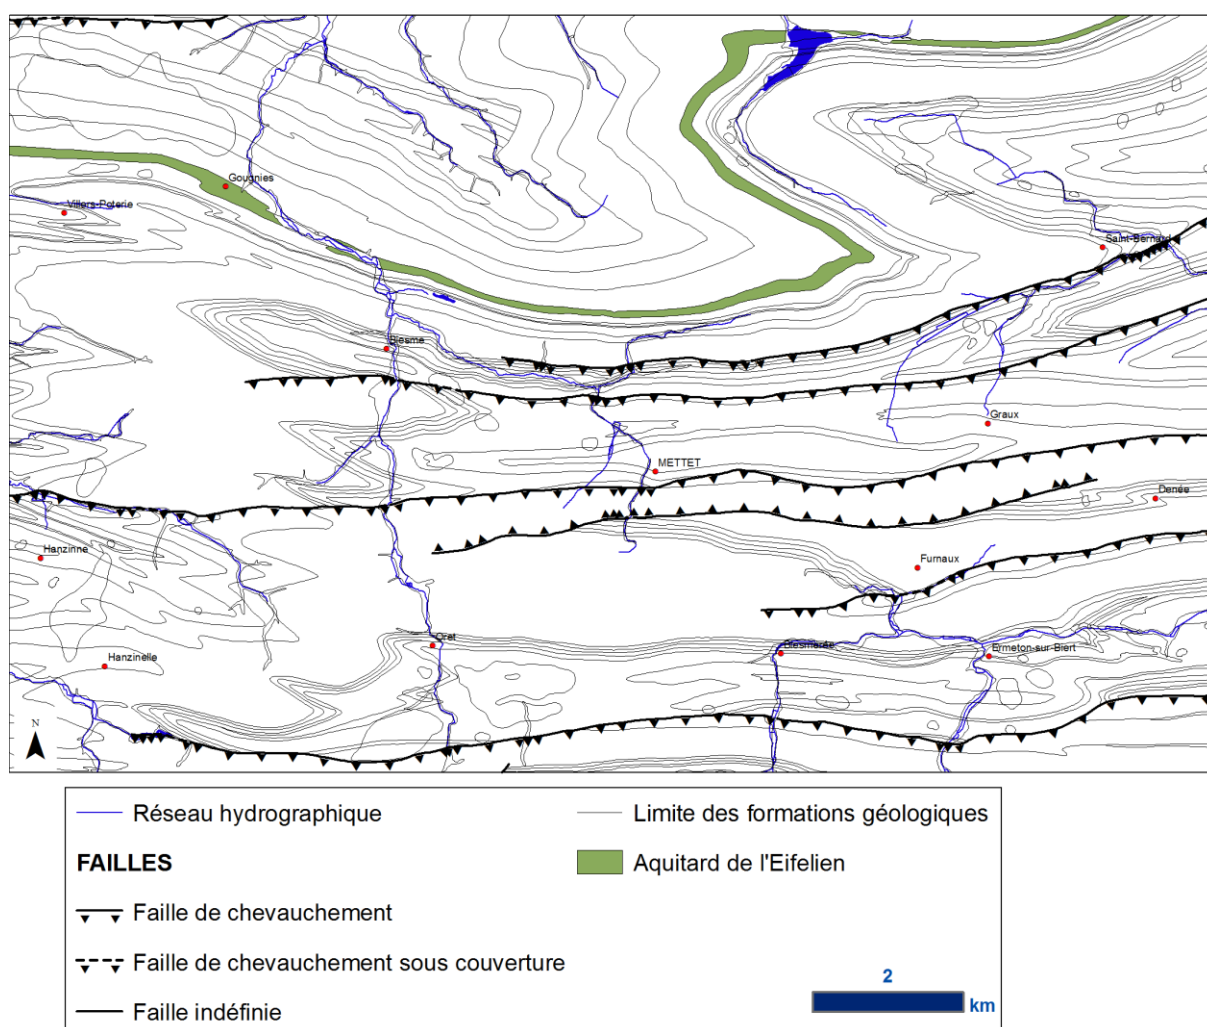 Gougnies
Villers-Poterie
Saint-Bernard
Biesme
Graux
METTET
Denée
Hanzinne
Furnaux
Oret
Biesmerée
Ermeton-sur-Biert
Hanzinelle
N
Réseau hydrographique
Limite des formations géologiques
FAILLES
Aquitard de l'Eifelien
Faille de chevauchement
Faille de chevauchement sous couverture
Faille indéfinie
2
km